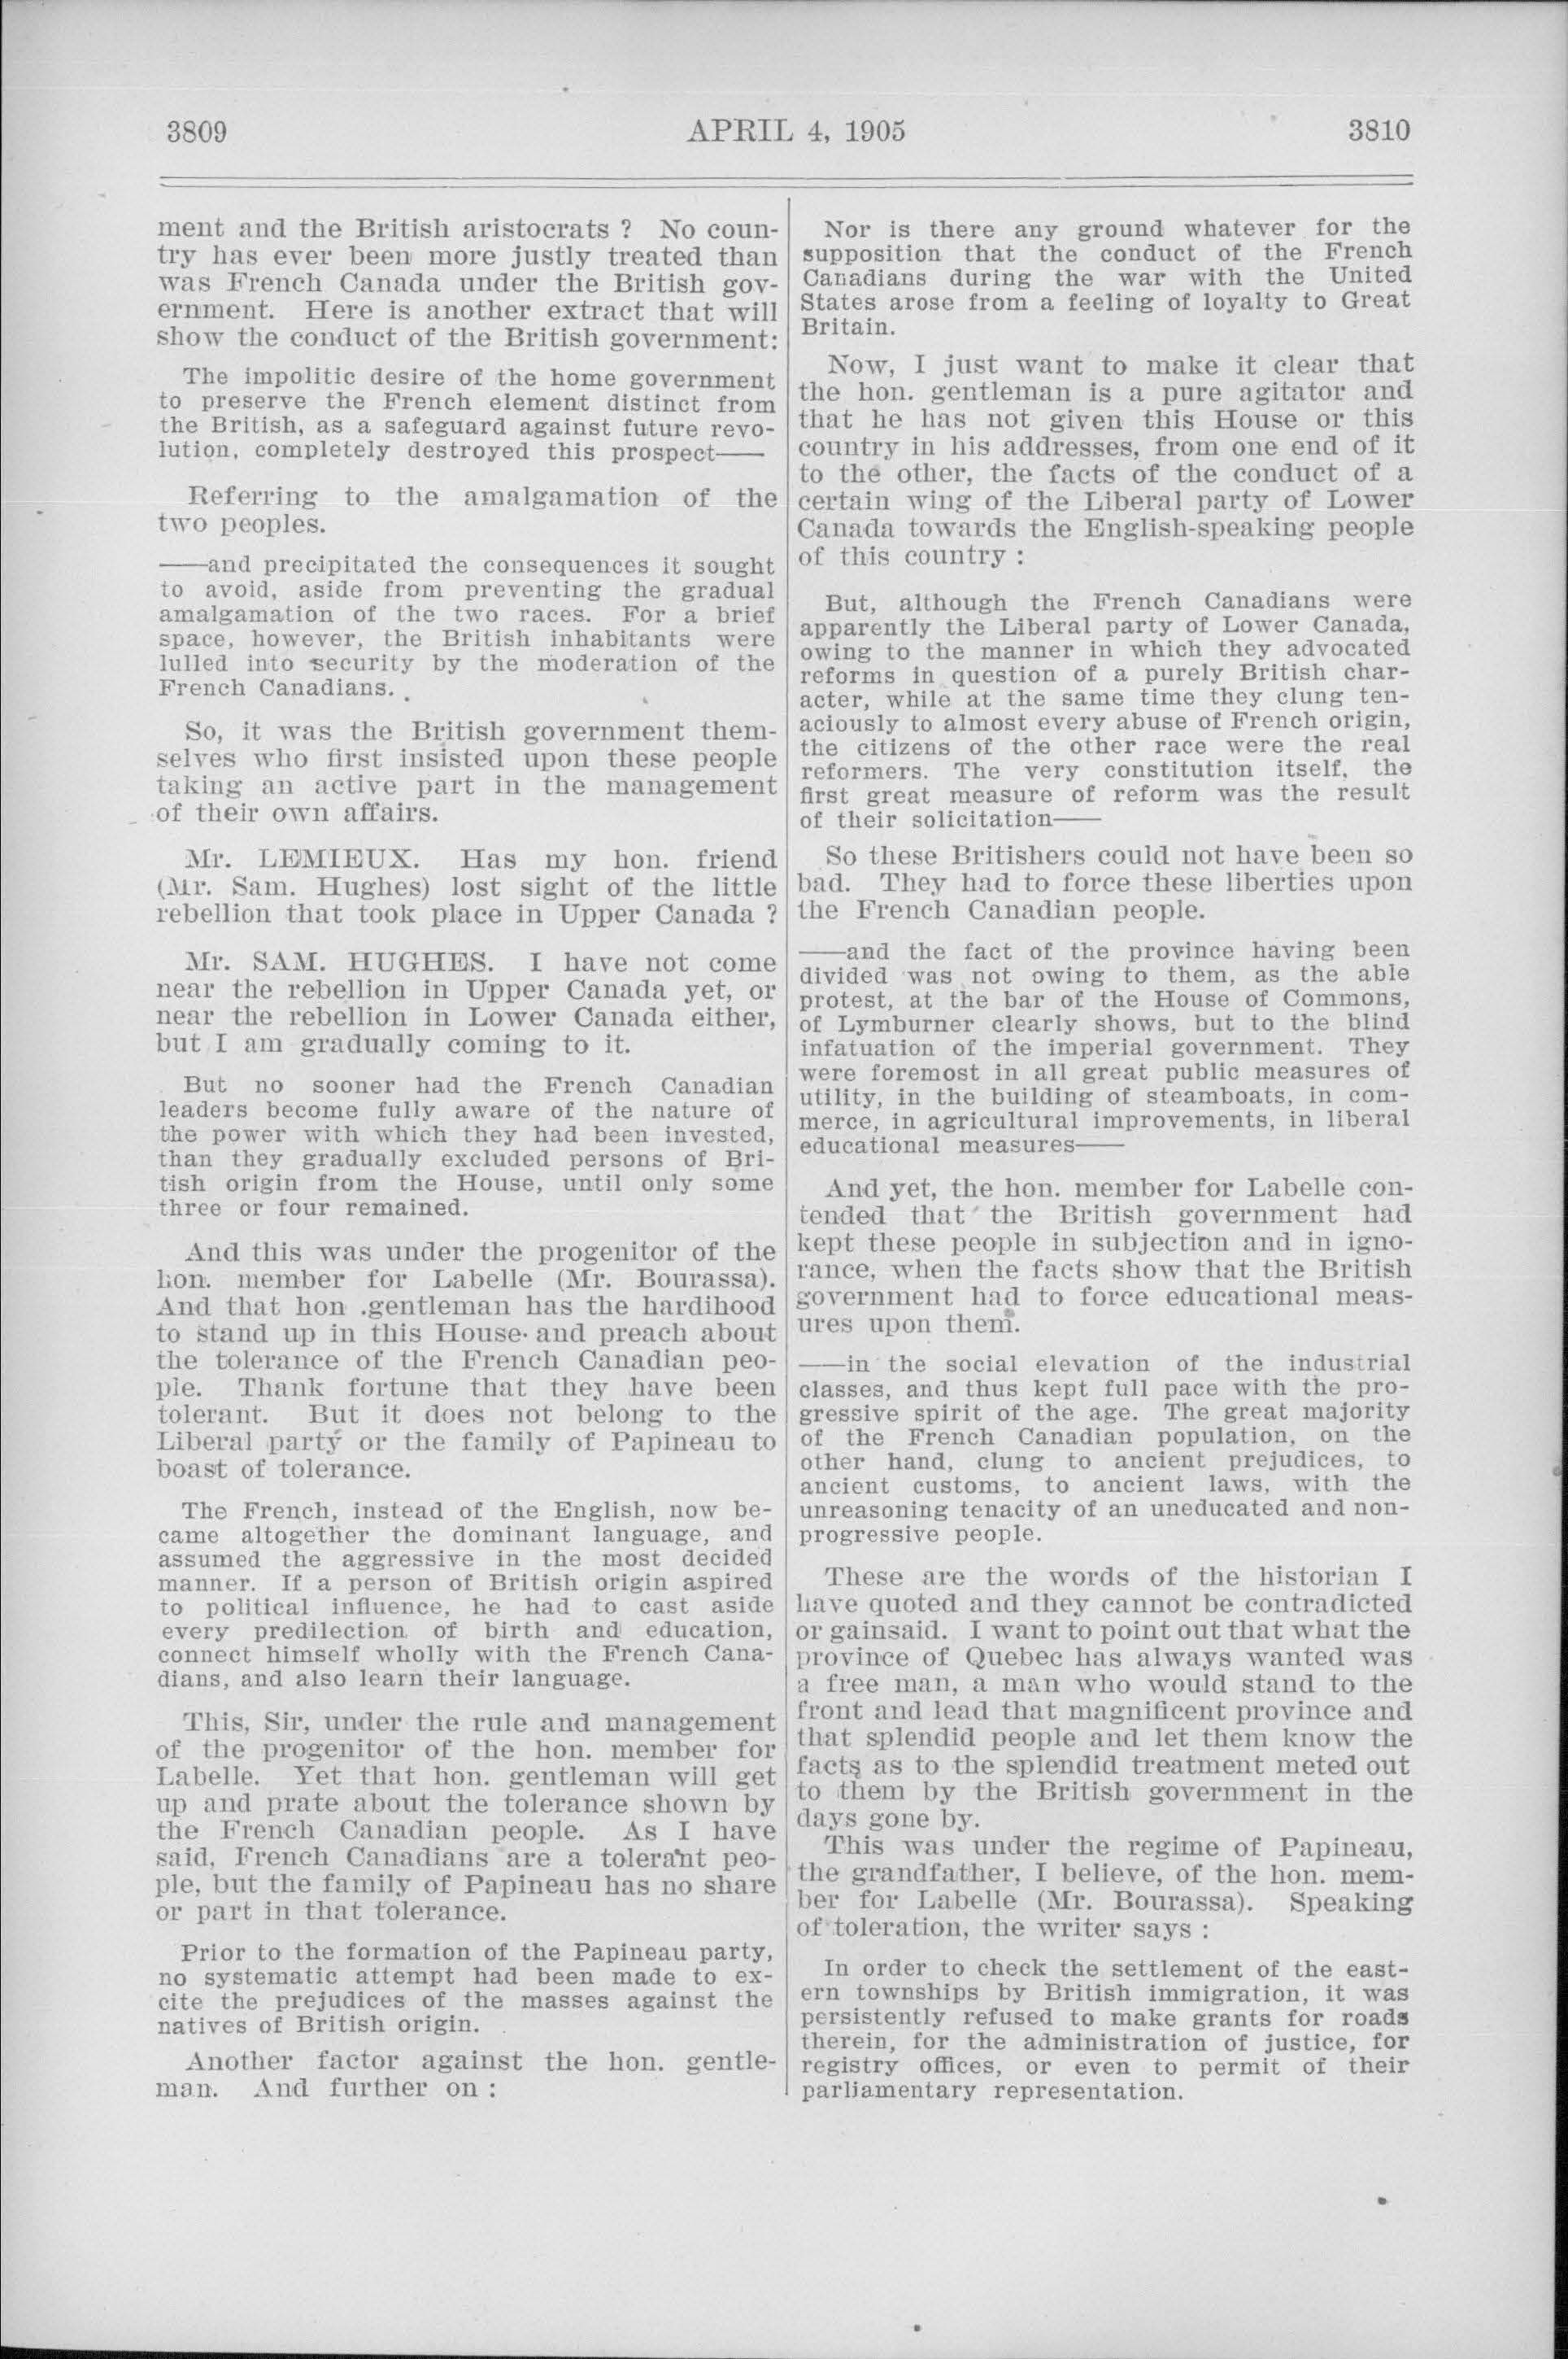 3809 APRIL 4, 1905 3810
ment and the British aristocrats ? No coun-
try has ever been more justly treated than
was French Canada under the British gov-
ernment. Here is another extract that will
show the conduct of the British government:
The impolitic desire of the home government
to preserve the French element distinct from
the British, as a safeguard against future revo-
lution, completely destroyed this prospect——
Referring to the amalgamation of the
two peoples.
——and precipitated the consequences it sought
to avoid, aside from preventing the gradual
amalgamation of the two races. For a brief
space, however, the British inhabitants were
lulled into security by the moderation of the
French Canadians.
So, it was the British government them-
selves who first insisted upon these people
taking an active part in the management
of their own affairs.
Mr. LEMIEUX. Has my hon. friend
(Mr. Sam. Hughes) lost sight of the little
rebellion that took place in Upper Canada ?
Mr. SAM. HUGHES. I have not come
near the rebellion in Upper Canada yet, or
near the rebellion in Lower Canada either,
but I am gradually coming to it.
But no sooner had the French Canadian
leaders become fully aware of the nature of
the power with which they had been invested,
than they gradually excluded persons of Bri-
tish origin from the House, until only some
three or four remained.
And this was under the progenitor of the
hon. member for Labelle (Mr. Bourassa).
And that hon .gentleman has the hardihood
to stand up in this House and preach about
the tolerance of the French Canadian peo-
ple. Thank fortune that they have been
tolerant. But it does not belong to the
Liberal party or the family of Papineau to
boast of tolerance.
The French, instead of the English, now be-
came altogether the dominant language, and
assumed the aggressive in the most decided
manner. If a person of British origin aspired
to political influence, he had to cast aside
every predilection of birth and education,
connect himself wholly with the French Cana-
dians, and also learn their language.
This, Sir, under the rule and management
of the progenitor of the hon. member for
Labelle. Yet that hon. gentleman will get
up and prate about the tolerance shown by
the French Canadian people. As I have
said, French Canadians are a tolerant peo-
ple, but the family of Papineau has no share
or part in that tolerance.
Prior to the formation of the Papineau party,
no systematic attempt had been made to ex-
cite the prejudices of the masses against the
natives of British origin.
Another factor against the hon. gentle-
man. And further on :
Nor is there any ground whatever for the
supposition that the conduct of the French
Canadians during the war with the United
States arose from a feeling of loyalty to Great
Britain.
Now, I just want to make it clear that
the hon. gentleman is a pure agitator and
that he has not given this House or this
country in his addresses, from one end of it
to the other, the facts of the conduct of a
certain wing of the Liberal party of Lower
Canada towards the English-speaking people
of this country :
But, although the French Canadians were
apparently the Liberal party of Lower Canada,
owing to the manner in which they advocated
reforms in question of a purely British char-
acter, while at the same time they clung ten-
aciously to almost every abuse of French origin,
the citizens of the other race were the real
reformers. The very constitution itself, the
first great measure of reform was the result
of their solicitation——
So these Britishers could not have been so
bad. They had to force these liberties upon
the French Canadian people.
——and the fact of the province having been
divided was not owing to them, as the able
protest, at the bar of the House of Commons,
of Lymburner clearly shows, but to the blind
infatuation of the imperial government. They
were foremost in all great public measures of
utility, in the building of steamboats, in com-
merce, in agricultural improvements, in liberal
educational measures——
And yet, the hon. member for Labelle con-
tended that the British government had
kept these people in subjection and in igno-
rance, when the facts show that the British
government had to force educational meas-
ures upon them.
——in the social elevation of the industrial
classes, and thus kept full pace with the pro-
gressive spirit of the age. The great majority
of the French Canadian population, on the
other hand, clung to ancient prejudices, to
ancient customs, to ancient laws, with the
unreasoning tenacity of an uneducated and non-
progressive people.
These are the words of the historian I
have quoted and they cannot be contradicted
or gainsaid. I want to point out that what the
province of Quebec has always wanted was
a free man, a man who would stand to the
front and lead that magnificent province and
that splendid people and let them know the
facts as to the splendid treatment meted out
to them by the British government in the
days gone by.
This was under the regime of Papineau,
the grandfather, I believe, of the hon. mem-
ber for Labelle (Mr. Bourassa). Speaking
of toleration, the writer says :
In order to check the settlement of the east-
ern townships by British immigration, it was
persistently refused to make grants for roads
therein, for the administration of justice, for
registry offices, or even to permit of their
parliamentary representation.